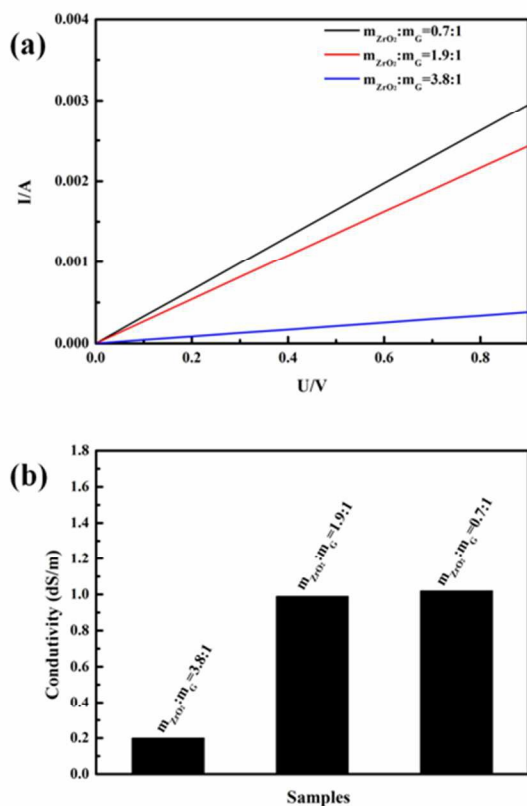 (a)
0.004
0.003
0.002
0.001
0.000
I/A
m_ZrO₂:m_G=0.7:1
m_ZrO₂:m_G=1.9:1
m_ZrO₂:m_G=3.8:1
0.0 0.2 0.4 0.6 0.8
U/V
(b)
1.8
1.6
1.4
1.2
1.0
0.8
0.6
0.4
0.2
0.0
Condutivity (dS/m)
m_ZrO₂:m_G=3.8:1
m_ZrO₂:m_G=1.9:1
m_ZrO₂:m_G=0.7:1
Samples